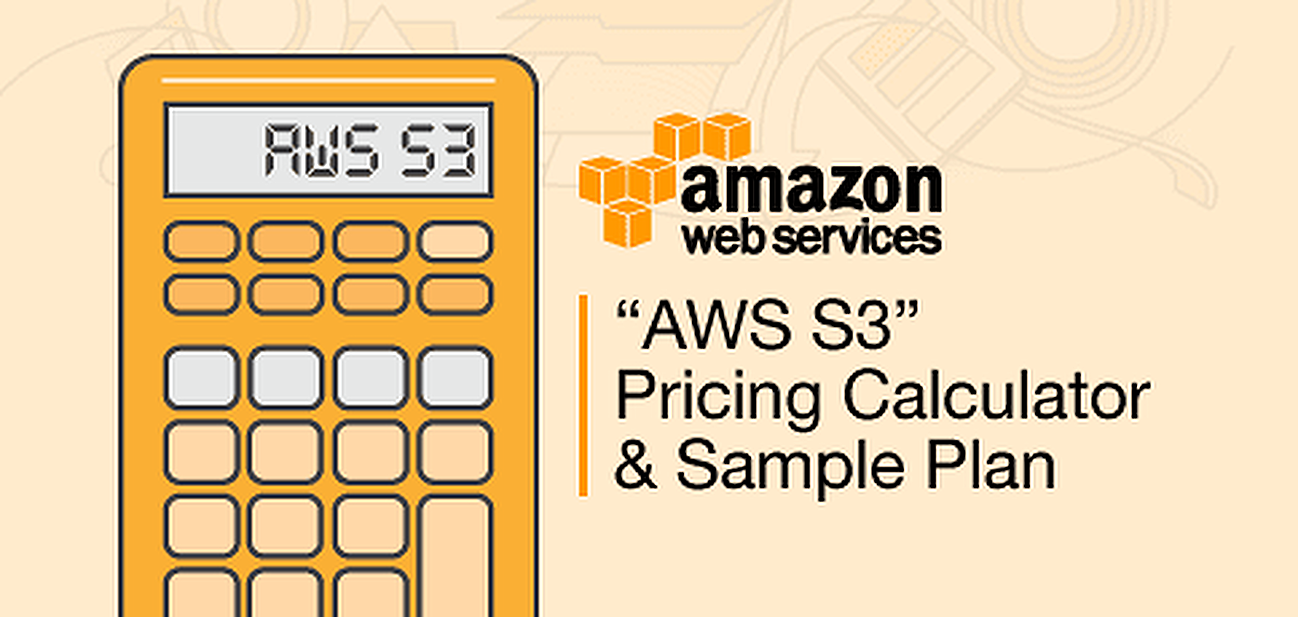 AWS S3
amazon
web services
“AWS S3”
Pricing Calculator
& Sample Plan